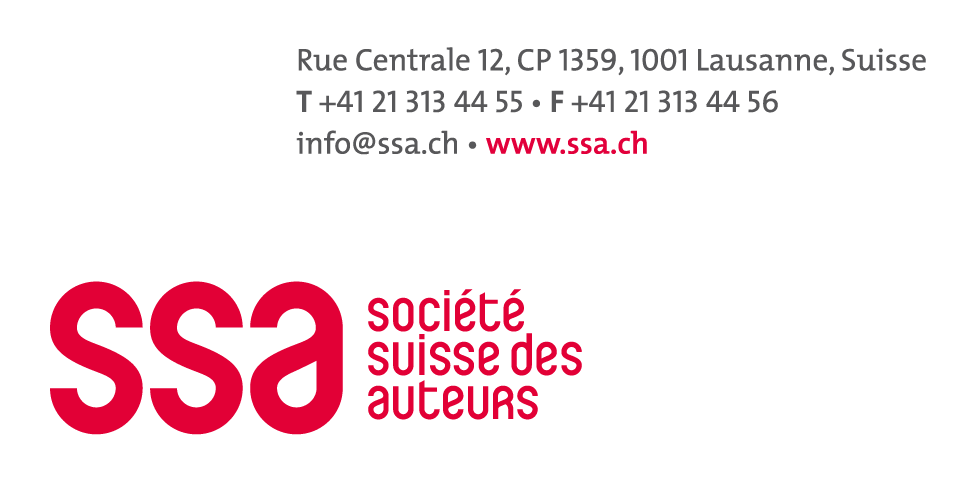 Rue Centrale 12, CP 1359, 1001 Lausanne, Suisse
T +41 21 313 44 55 • F +41 21 313 44 56
info@ssa.ch • www.ssa.ch
ssa
société
suisse des
auteurs